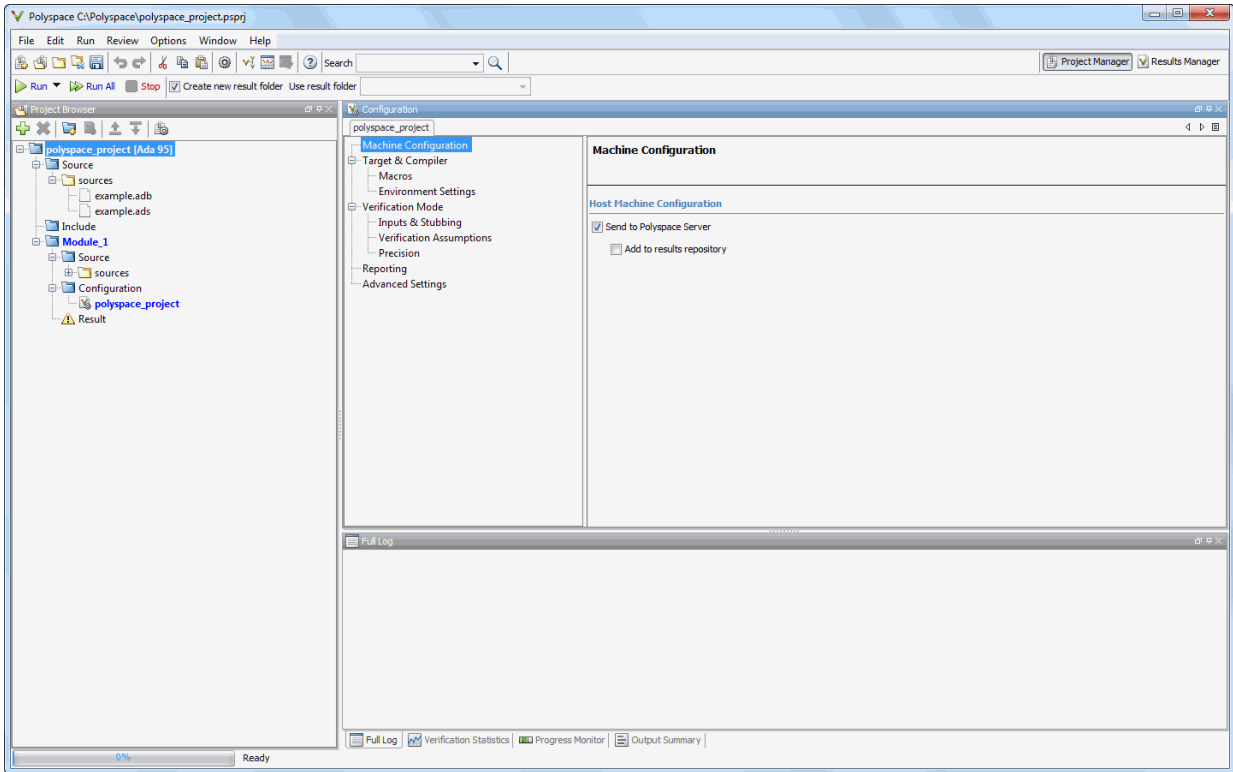 Polyspace C:\Polyspace\polyspace_project.psprj
File Edit Run Review Options Window Help
Search
Project Manager Results Manager
Run Run All Stop Create new result folder Use result folder
Project Browser
polyspace_project [Ada 95]
Source
sources
example.adb
example.ads
Include
Module_1
Source
sources
Configuration
polyspace_project
Result
Configuration
polyspace_project
Machine Configuration
Target & Compiler
Macros
Environment Settings
Verification Mode
Inputs & Stubbing
Verification Assumptions
Precision
Reporting
Advanced Settings
Machine Configuration
Host Machine Configuration
Send to Polyspace Server
Add to results repository
Full Log
Full Log Verification Statistics Progress Monitor Output Summary
0% Ready